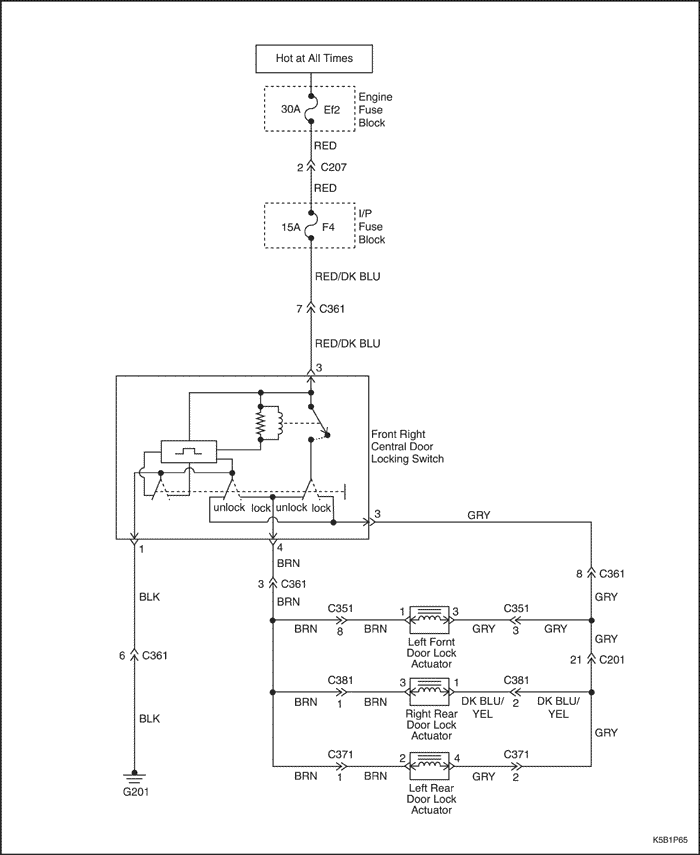 Hot at All Times
30A
Ef2
Engine
Fuse
Block
RED
2
C207
RED
15A
F4
I/P
Fuse
Block
RED/DK BLU
7
C361
RED/DK BLU
3
Front Right
Central Door
Locking Switch
unlock
lock
unlock
lock
3
GRY
1
4
BRN
3
C361
BRN
8
C361
GRY
BLK
C351
1
3
C351
BRN
8
BRN
GRY
3
GRY
GRY
Left Fornt
Door Lock
Actuator
6
C361
21
C201
C381
3
1
C381
BRN
1
BRN
DK BLU/
YEL
2
DK BLU/
YEL
Right Rear
Door Lock
Actuator
BLK
GRY
C371
2
4
C371
BRN
1
BRN
GRY
2
Left Rear
Door Lock
Actuator
G201
K5B1P65